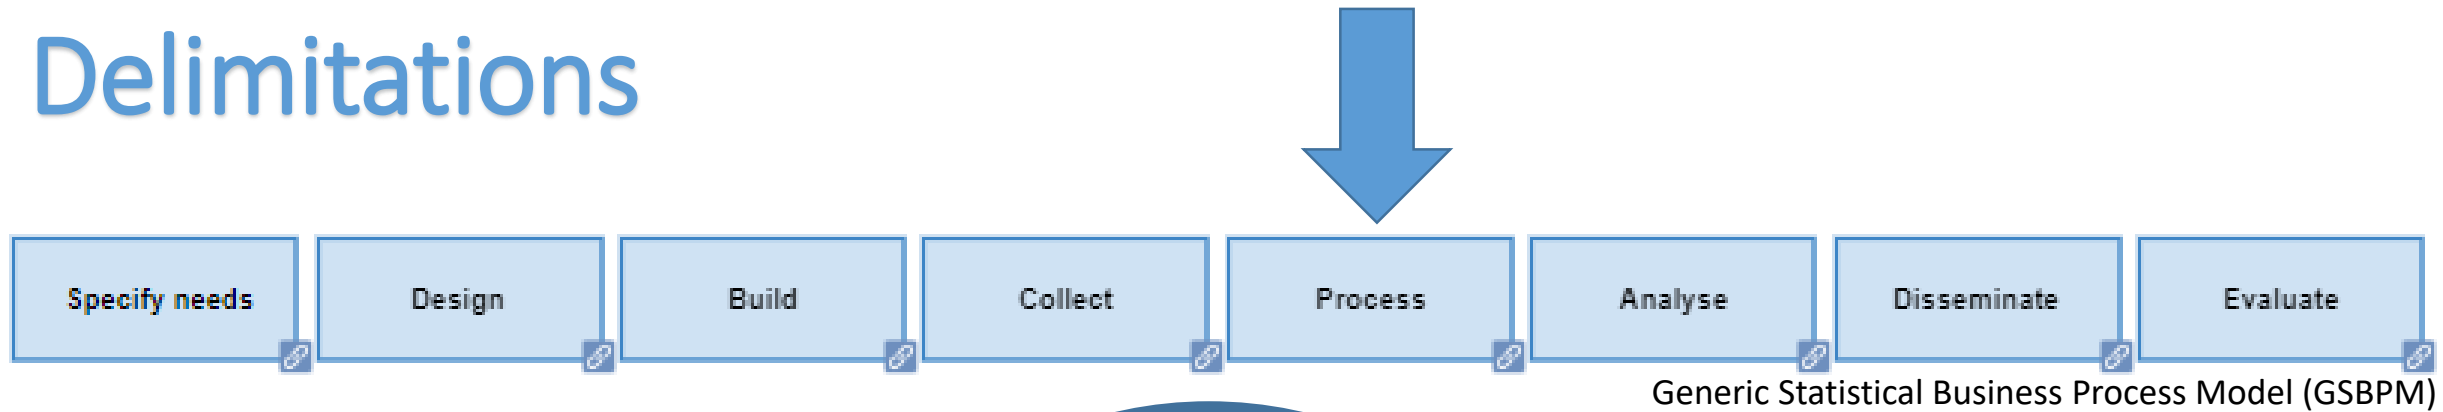 Delimitations
Specify needs Design Build Collect Process Analyse Disseminate Evaluate
Generic Statistical Business Process Model (GSBPM)